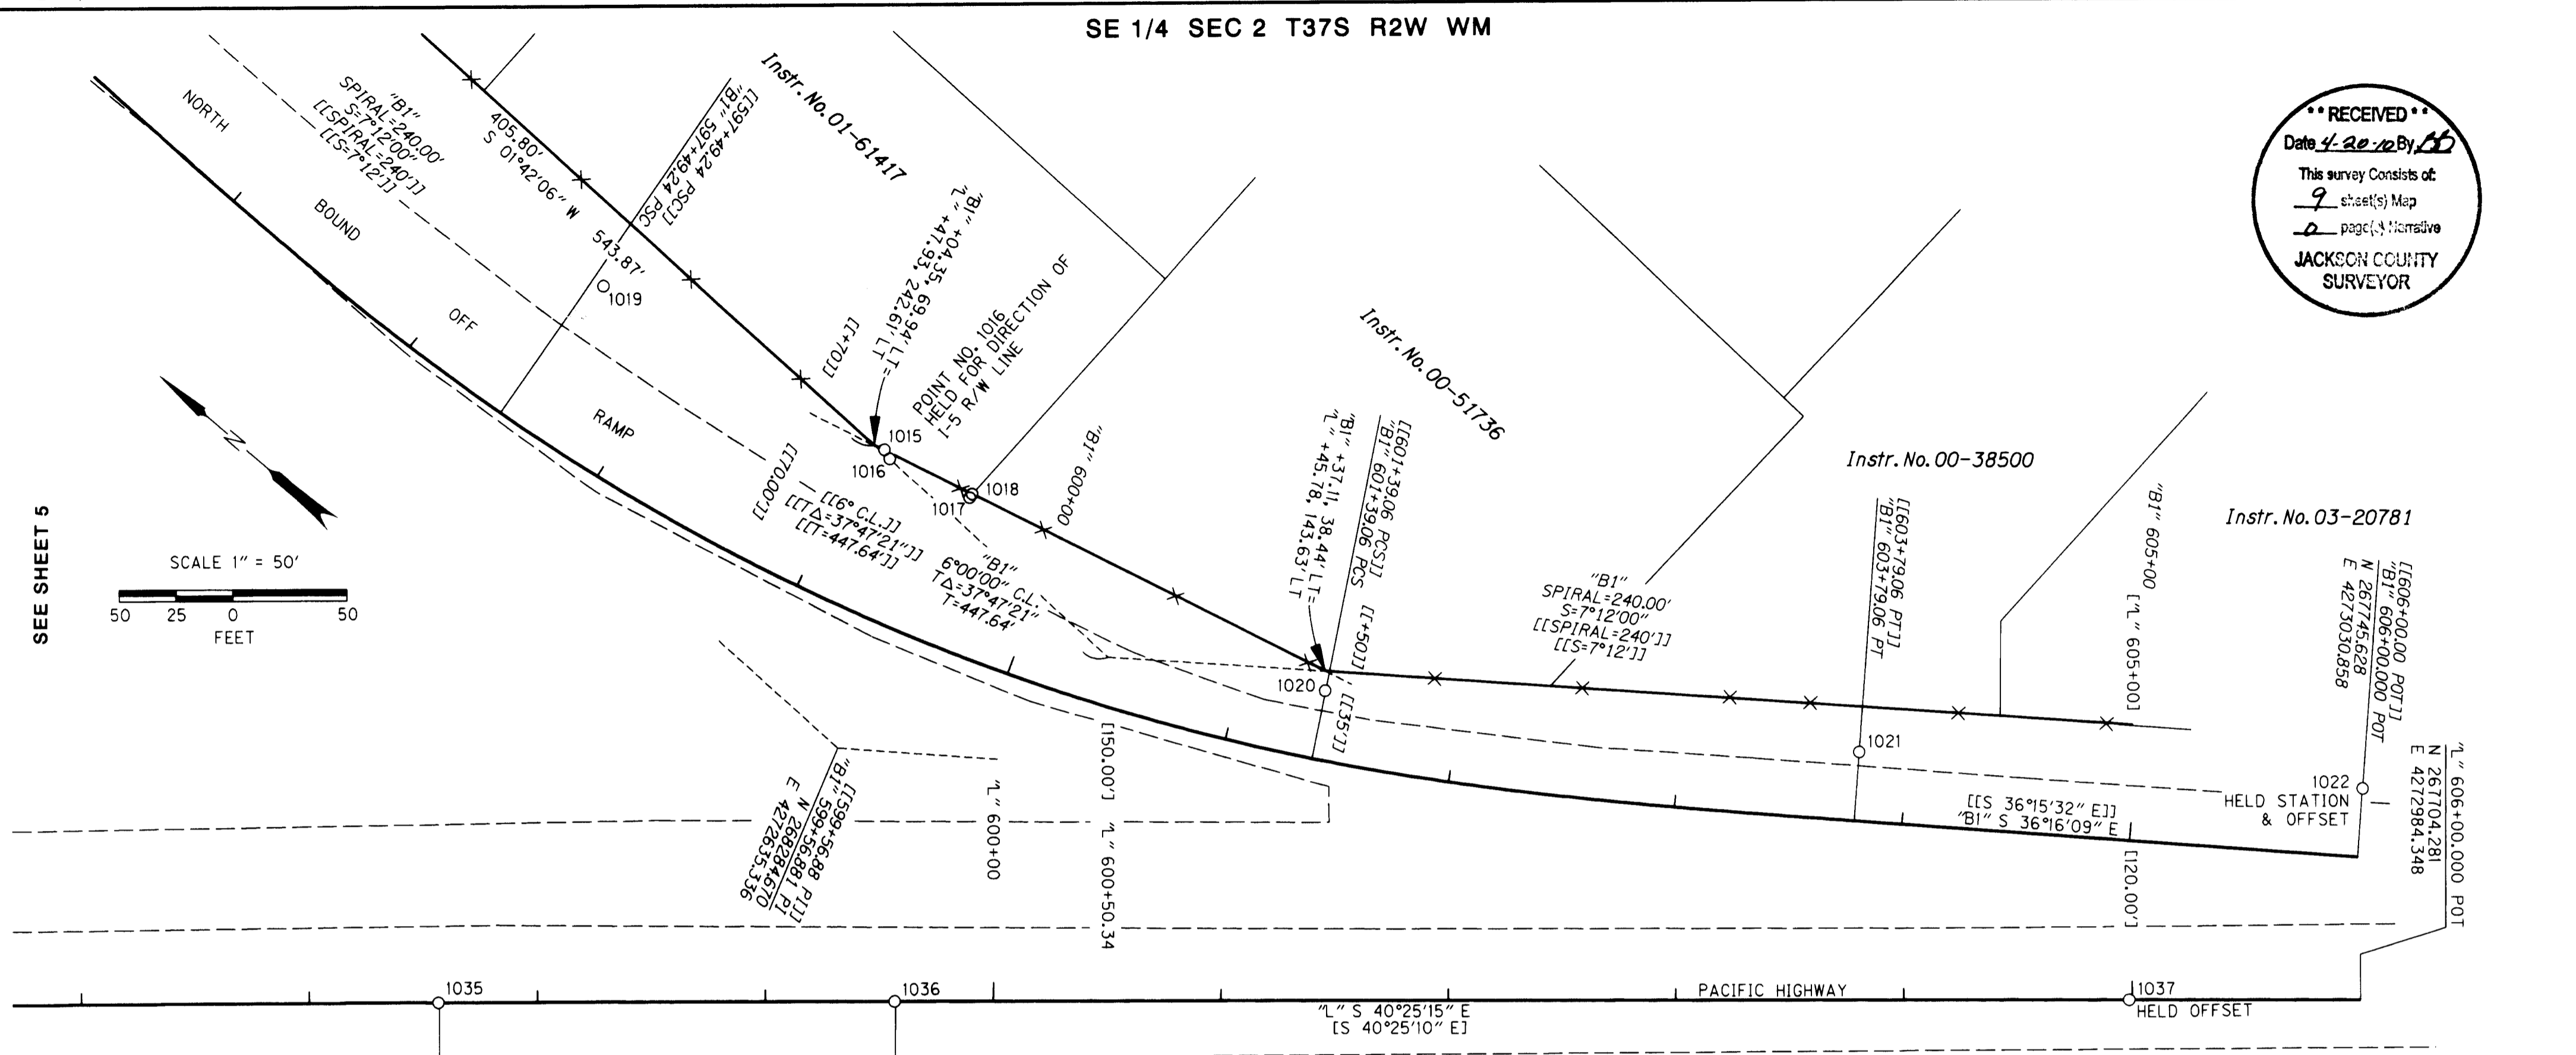 SE 1/4 SEC 2 T37S R2W WM
** RECEIVED **
Date 4-20-10 By
This survey Consists of:
9 sheet(s) Map
0 page(s) Narrative
JACKSON COUNTY
SURVEYOR
SEE SHEET 5
NORTH
BOUND
OFF
RAMP
"B1"
SPIRAL=240.00'
S=7°12'00"
[[SPIRAL=240']]
[[S=7°12']]
405.80'
S 01°42'06" W
543.87'
[[597+49.24 PSC]]
"B1" 597+49.24 PSC
1019
Instr. No. 01-61417
"B1" +04.35, 69.94' LT=
"L" +47.93, 242.61' LT
[[+70]]
POINT NO. 1016
HELD FOR DIRECTION OF
I-5 R/W LINE
1015
1016
1018
1017
"B1" 600+00
[[70.00']]
[[6° C.L.]]
[[T△=37°47'21"]]
[[T=447.64']]
"B1"
6°00'00" C.L.
T△=37°47'21"
T=447.64'
N
SCALE 1" = 50'
50 25 0 50
FEET
Instr. No. 00-51736
[[601+39.06 PCS]]
"B1" 601+39.06 PCS
[[+50]]
"B1" +37.11, 38.44' LT=
"L" +45.78, 143.63' LT
1020
[[35']]
"B1"
SPIRAL=240.00'
S=7°12'00"
[[SPIRAL=240']]
[[S=7°12']]
Instr. No. 00-38500
[[603+79.06 PT]]
"B1" 603+79.06 PT
1021
"B1" 605+00
["L" 605+00]
Instr. No. 03-20781
[[606+00.00 POT]]
"B1" 606+00.000 POT
N 267745.628
E 4273030.858
1022
HELD STATION
& OFFSET
[[S 36°15'32" E]]
"B1" S 36°16'09" E
[120.00']
"L" 606+00.000 POT
N 267704.281
E 4272984.348
[[599+56.88 PI]]
"B1" 599+56.881 PI
N 268284.670
E 4272635.336
"L" 600+00
[150.00']
"L" 600+50.34
1035
1036
"L" S 40°25'15" E
[S 40°25'10" E]
PACIFIC HIGHWAY
1037
HELD OFFSET